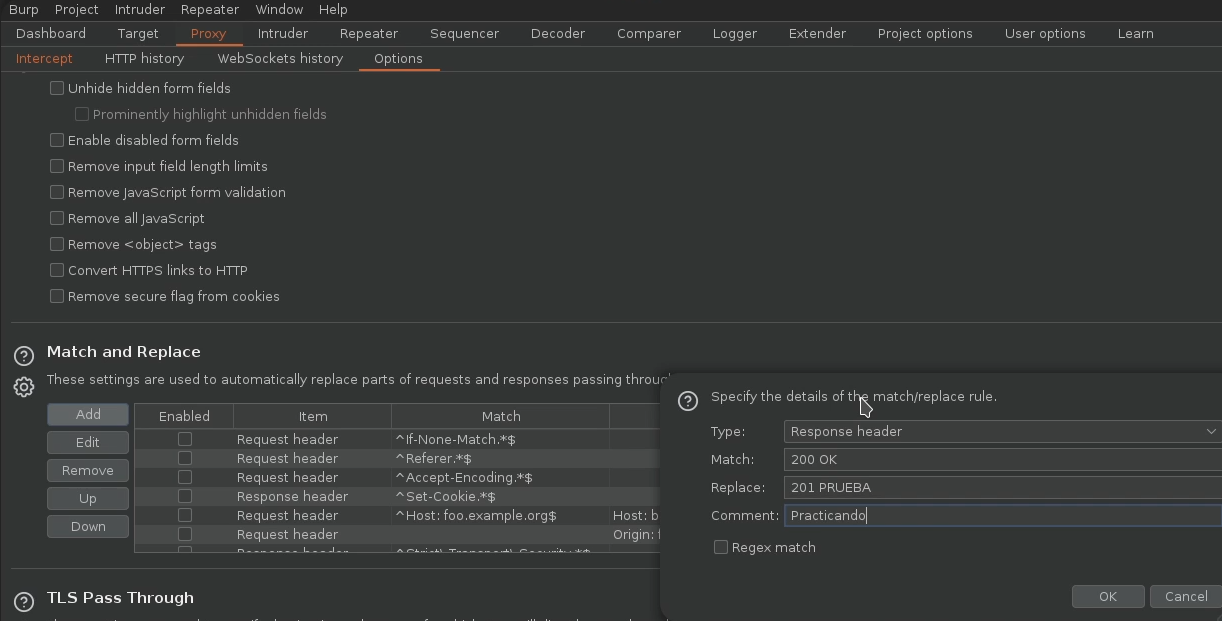 Burp Project Intruder Repeater Window Help
Dashboard Target Proxy Intruder Repeater Sequencer Decoder Comparer Logger Extender Project options User options Learn
Intercept HTTP history WebSockets history Options
Unhide hidden form fields
Prominently highlight unhidden fields
Enable disabled form fields
Remove input field length limits
Remove JavaScript form validation
Remove all JavaScript
Remove <object> tags
Convert HTTPS links to HTTP
Remove secure flag from cookies
Match and Replace
These settings are used to automatically replace parts of requests and responses passing
Add
Edit
Remove
Up
Down
Enabled Item Match
Request header ^If-None-Match.*$
Request header ^Referer.*$
Request header ^Accept-Encoding.*$
Response header ^Set-Cookie.*$
Request header ^Host: foo.example.org$ Host: b
Request header Origin:
Response header ^Strict\-Transport\-Security.*$
TLS Pass Through
Specify the details of the match/replace rule.
Type: Response header
Match: 200 OK
Replace: 201 PRUEBA
Comment: Practicando
Regex match
OK Cancel